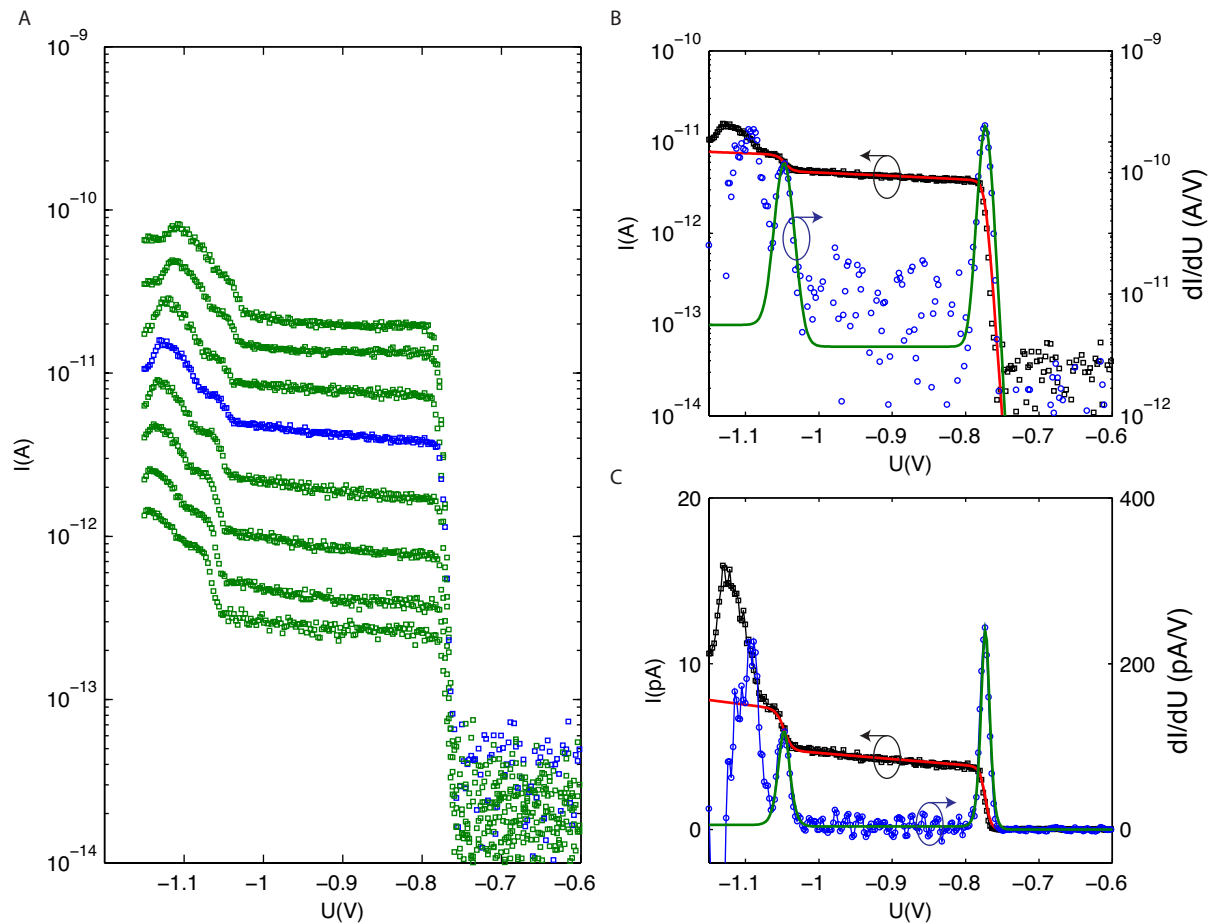 A
10⁻⁹
10⁻¹⁰
10⁻¹¹
10⁻¹²
10⁻¹³
10⁻¹⁴
I(A)
−1.1 −1 −0.9 −0.8 −0.7 −0.6
U(V)
B
10⁻¹⁰
10⁻¹¹
10⁻¹²
10⁻¹³
10⁻¹⁴
I(A)
10⁻⁹
10⁻¹⁰
10⁻¹¹
10⁻¹²
dI/dU (A/V)
−1.1 −1 −0.9 −0.8 −0.7 −0.6
U(V)
C
20
10
0
I(pA)
400
200
0
dI/dU (pA/V)
−1.1 −1 −0.9 −0.8 −0.7 −0.6
U(V)